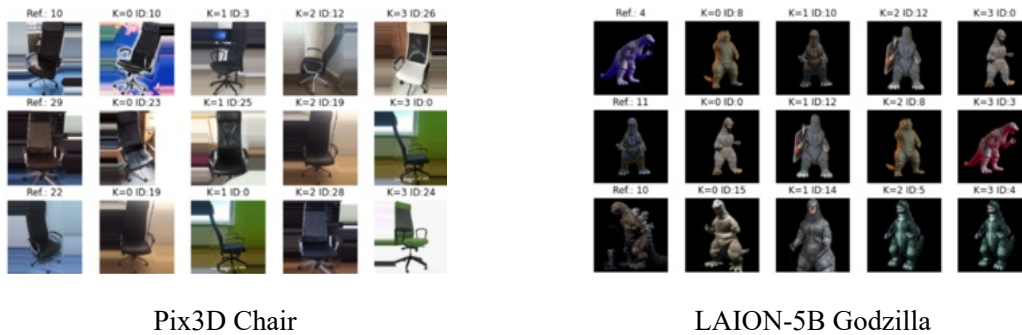 Ref.: 10 K=0 ID:10 K=1 ID:3 K=2 ID:12 K=3 ID:26
Ref.: 29 K=0 ID:23 K=1 ID:25 K=2 ID:19 K=3 ID:0
Ref.: 22 K=0 ID:19 K=1 ID:0 K=2 ID:28 K=3 ID:24
Pix3D Chair
Ref.: 4 K=0 ID:8 K=1 ID:10 K=2 ID:12 K=3 ID:0
Ref.: 11 K=0 ID:0 K=1 ID:12 K=2 ID:8 K=3 ID:3
Ref.: 10 K=0 ID:15 K=1 ID:14 K=2 ID:5 K=3 ID:4
LAION-5B Godzilla